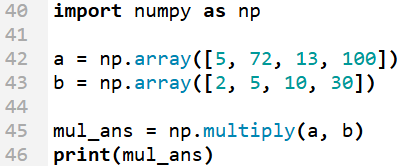 40 import numpy as np
41
42 a = np.array([5, 72, 13, 100])
43 b = np.array([2, 5, 10, 30])
44
45 mul_ans = np.multiply(a, b)
46 print(mul_ans)